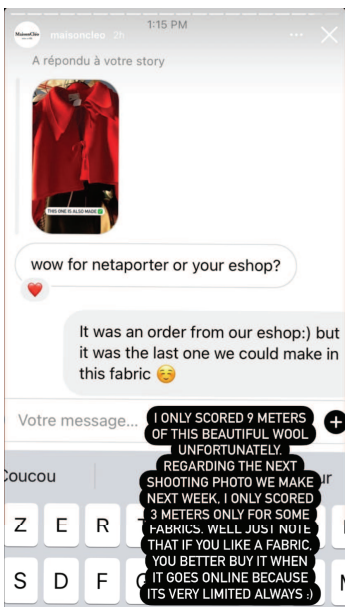 1:15 PM
MaisonCléo
maisoncleo 2h
A répondu à votre story
THIS ONE IS ALSO MADE
wow for netaporter or your eshop?
It was an order from our eshop:) but
it was the last one we could make in
this fabric
Votre message...
I ONLY SCORED 9 METERS
OF THIS BEAUTIFUL WOOL
UNFORTUNATELY.
REGARDING THE NEXT
SHOOTING PHOTO WE MAKE
NEXT WEEK, I ONLY SCORED
3 METERS ONLY FOR SOME
FABRICS. WELL JUST NOTE
THAT IF YOU LIKE A FABRIC,
YOU BETTER BUY IT WHEN
IT GOES ONLINE BECAUSE
ITS VERY LIMITED ALWAYS :)
Coucou
ur
Z E R
S D F